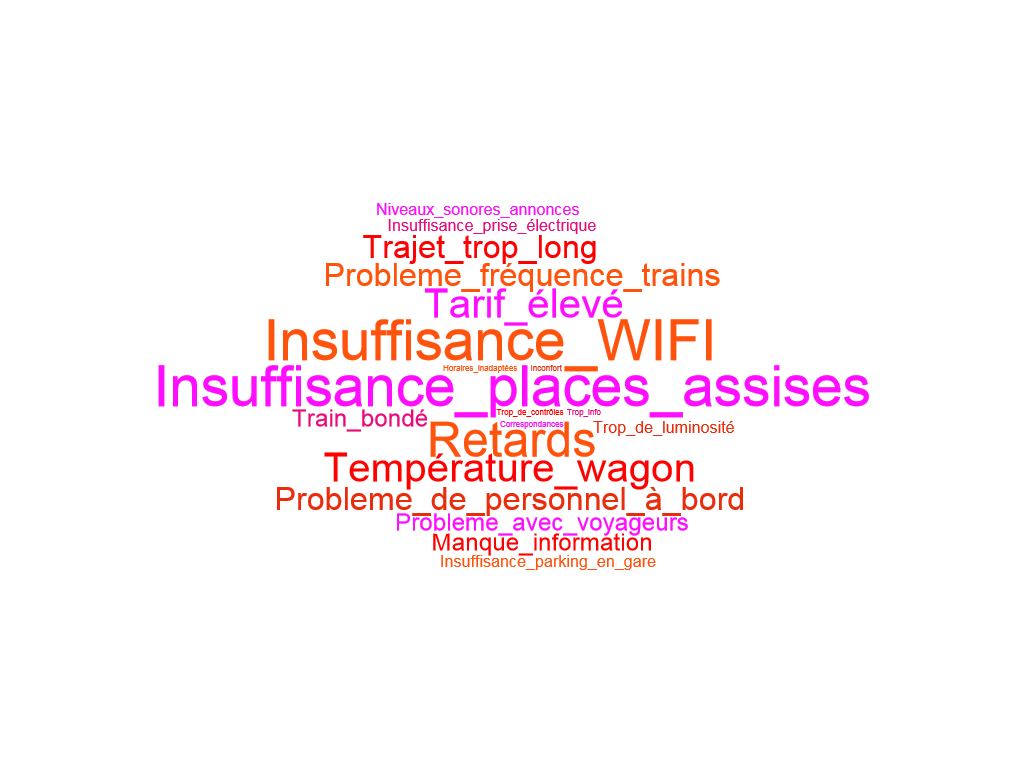 Niveaux_sonores_annonces
Insuffisance_prise_électrique
Trajet_trop_long
Probleme_fréquence_trains
Tarif_élevé
Insuffisance_WIFI
Horaires_inadaptées Inconfort
Insuffisance_places_assises
Trop_de_contrôles Trop_info
Train_bondé
Correspondances
Trop_de_luminosité
Retards
Température_wagon
Probleme_de_personnel_à_bord
Probleme_avec_voyageurs
Manque_information
Insuffisance_parking_en_gare